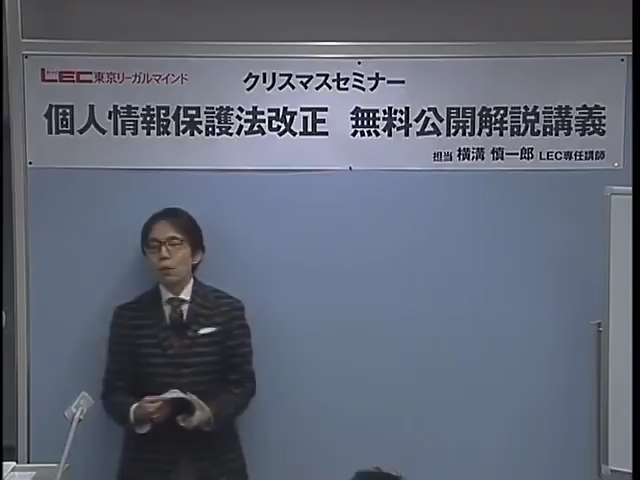 LEC東京リーガルマインド クリスマスセミナー
個人情報保護法改正 無料公開解説講義
担当 横溝 慎一郎 LEC専任講師